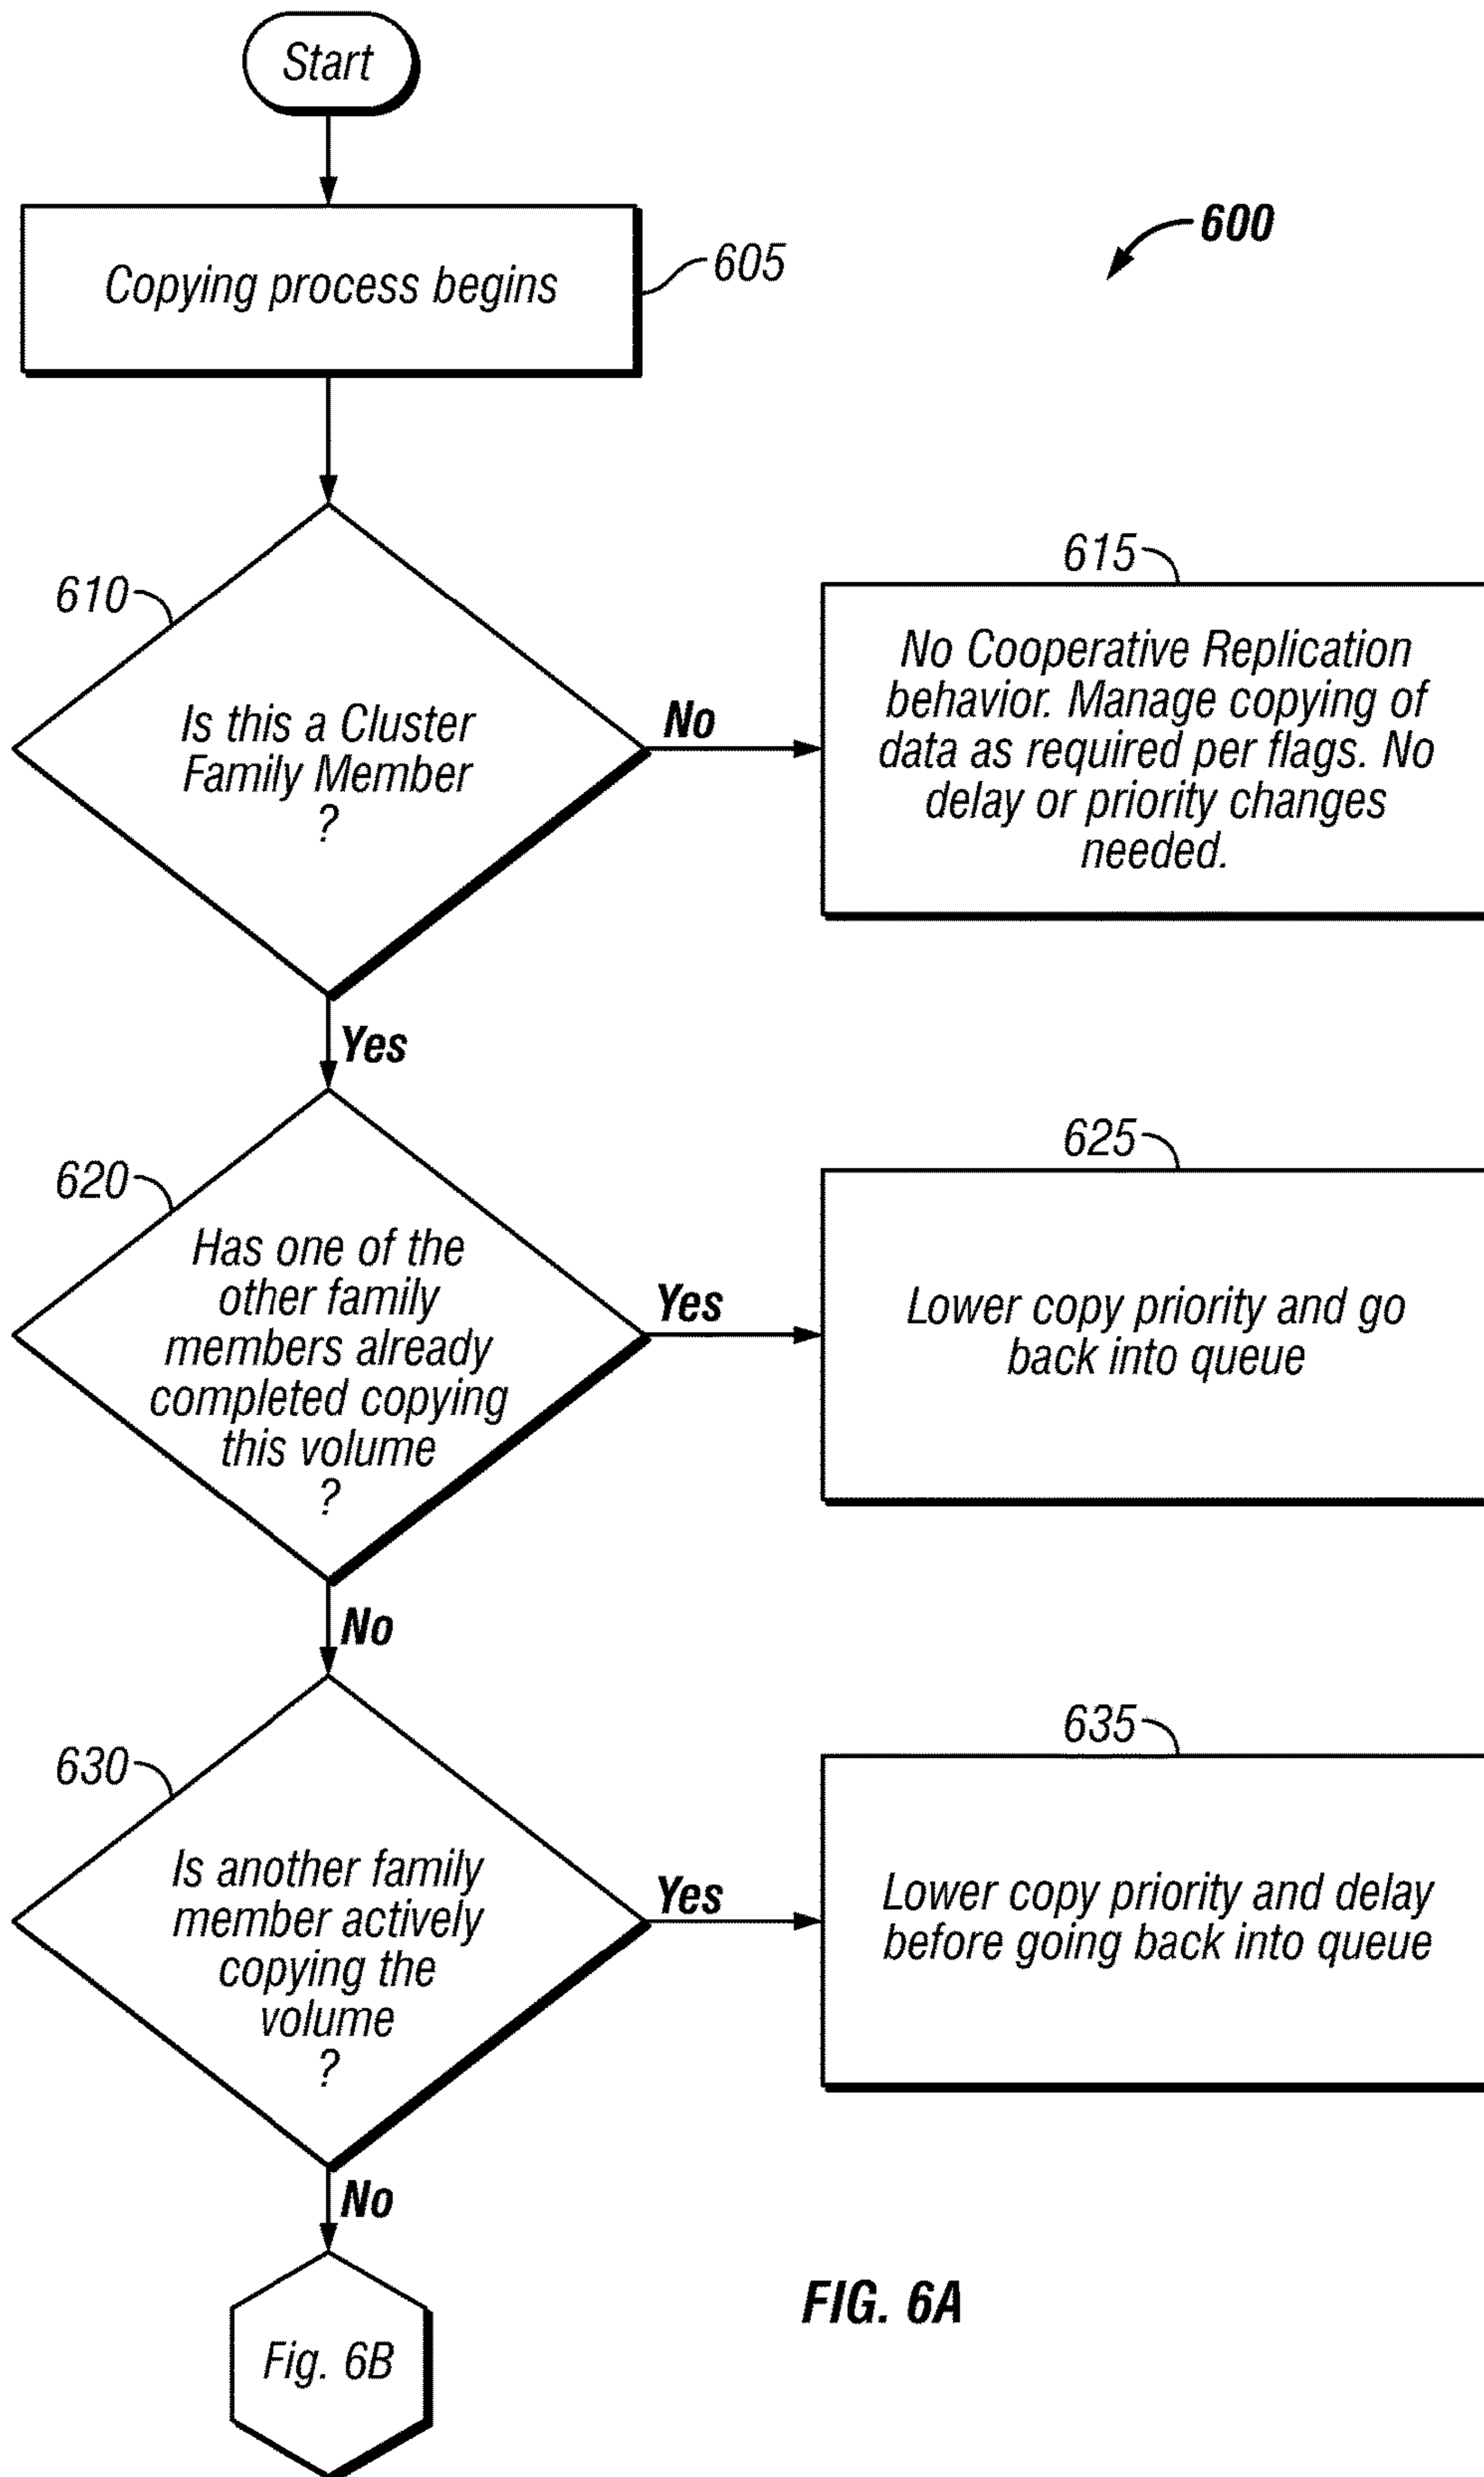 Start
600
Copying process begins
605
610
Is this a Cluster
Family Member
?
No
615
No Cooperative Replication
behavior. Manage copying of
data as required per flags. No
delay or priority changes
needed.
Yes
620
Has one of the
other family
members already
completed copying
this volume
?
Yes
625
Lower copy priority and go
back into queue
No
630
Is another family
member actively
copying the
volume
?
Yes
635
Lower copy priority and delay
before going back into queue
No
Fig. 6B
FIG. 6A